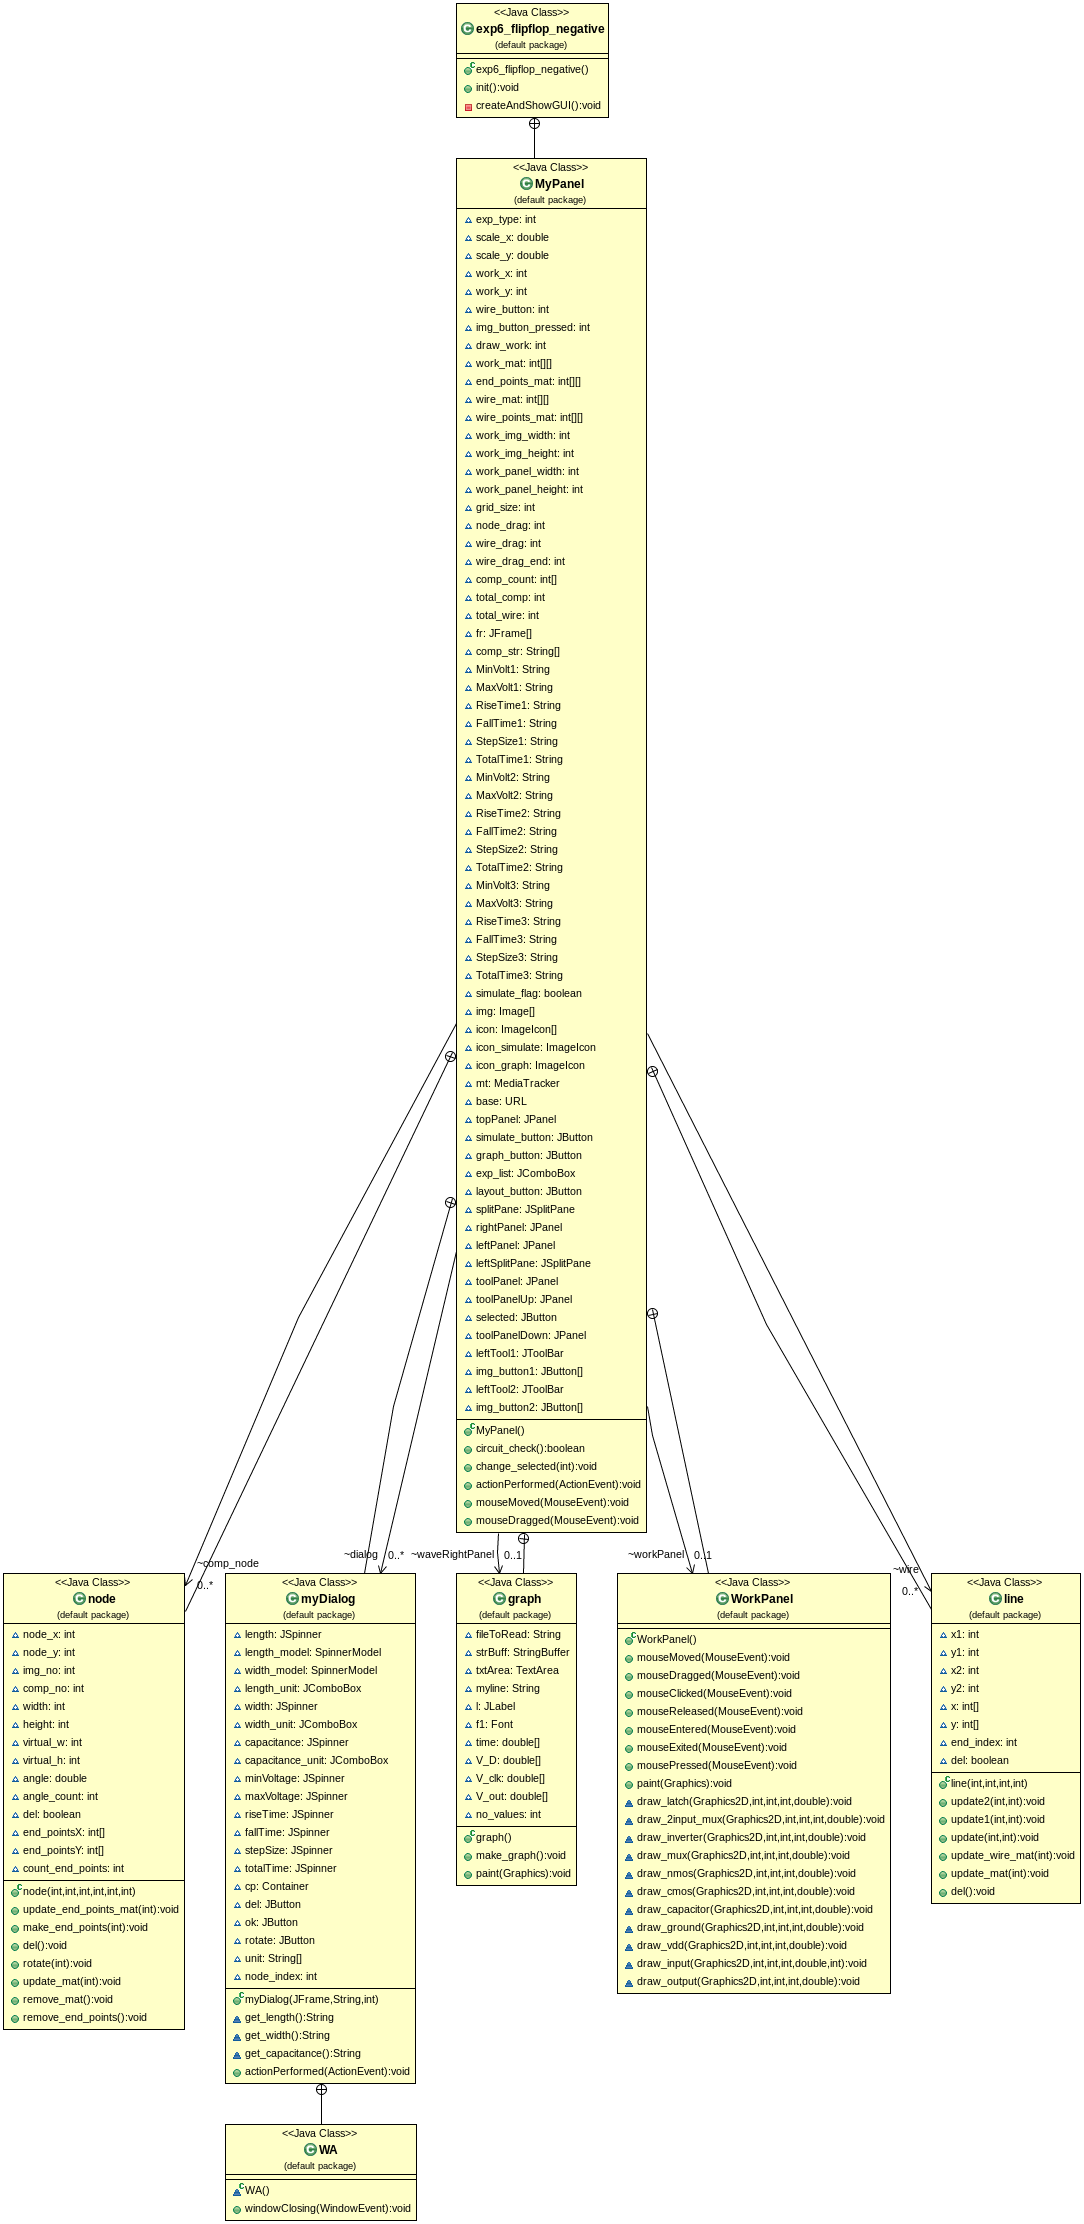 <<Java Class>>
exp6_flipflop_negative
(default package)
exp6_flipflop_negative()
init():void
createAndShowGUI():void
<<Java Class>>
MyPanel
(default package)
exp_type: int
scale_x: double
scale_y: double
work_x: int
work_y: int
wire_button: int
img_button_pressed: int
draw_work: int
work_mat: int[][]
end_points_mat: int[][]
wire_mat: int[][]
wire_points_mat: int[][]
work_img_width: int
work_img_height: int
work_panel_width: int
work_panel_height: int
grid_size: int
node_drag: int
wire_drag: int
wire_drag_end: int
comp_count: int[]
total_comp: int
total_wire: int
fr: JFrame[]
comp_str: String[]
MinVolt1: String
MaxVolt1: String
RiseTime1: String
FallTime1: String
StepSize1: String
TotalTime1: String
MinVolt2: String
MaxVolt2: String
RiseTime2: String
FallTime2: String
StepSize2: String
TotalTime2: String
MinVolt3: String
MaxVolt3: String
RiseTime3: String
FallTime3: String
StepSize3: String
TotalTime3: String
simulate_flag: boolean
img: Image[]
icon: ImageIcon[]
icon_simulate: ImageIcon
icon_graph: ImageIcon
mt: MediaTracker
base: URL
topPanel: JPanel
simulate_button: JButton
graph_button: JButton
exp_list: JComboBox
layout_button: JButton
splitPane: JSplitPane
rightPanel: JPanel
leftPanel: JPanel
leftSplitPane: JSplitPane
toolPanel: JPanel
toolPanelUp: JPanel
selected: JButton
toolPanelDown: JPanel
leftTool1: JToolBar
img_button1: JButton[]
leftTool2: JToolBar
img_button2: JButton[]
MyPanel()
circuit_check():boolean
change_selected(int):void
actionPerformed(ActionEvent):void
mouseMoved(MouseEvent):void
mouseDragged(MouseEvent):void
~comp_node
0..*
~dialog
0..*
~waveRightPanel
0..1
~workPanel
0..1
~wire
0..*
<<Java Class>>
node
(default package)
node_x: int
node_y: int
img_no: int
comp_no: int
width: int
height: int
virtual_w: int
virtual_h: int
angle: double
angle_count: int
del: boolean
end_pointsX: int[]
end_pointsY: int[]
count_end_points: int
node(int,int,int,int,int,int)
update_end_points_mat(int):void
make_end_points(int):void
del():void
rotate(int):void
update_mat(int):void
remove_mat():void
remove_end_points():void
<<Java Class>>
myDialog
(default package)
length: JSpinner
length_model: SpinnerModel
width_model: SpinnerModel
length_unit: JComboBox
width: JSpinner
width_unit: JComboBox
capacitance: JSpinner
capacitance_unit: JComboBox
minVoltage: JSpinner
maxVoltage: JSpinner
riseTime: JSpinner
fallTime: JSpinner
stepSize: JSpinner
totalTime: JSpinner
cp: Container
del: JButton
ok: JButton
rotate: JButton
unit: String[]
node_index: int
myDialog(JFrame,String,int)
get_length():String
get_width():String
get_capacitance():String
actionPerformed(ActionEvent):void
<<Java Class>>
graph
(default package)
fileToRead: String
strBuff: StringBuffer
txtArea: TextArea
myline: String
l: JLabel
f1: Font
time: double[]
V_D: double[]
V_clk: double[]
V_out: double[]
no_values: int
graph()
make_graph():void
paint(Graphics):void
<<Java Class>>
WorkPanel
(default package)
WorkPanel()
mouseMoved(MouseEvent):void
mouseDragged(MouseEvent):void
mouseClicked(MouseEvent):void
mouseReleased(MouseEvent):void
mouseEntered(MouseEvent):void
mouseExited(MouseEvent):void
mousePressed(MouseEvent):void
paint(Graphics):void
draw_latch(Graphics2D,int,int,int,double):void
draw_2input_mux(Graphics2D,int,int,int,double):void
draw_inverter(Graphics2D,int,int,int,double):void
draw_mux(Graphics2D,int,int,int,double):void
draw_nmos(Graphics2D,int,int,int,double):void
draw_cmos(Graphics2D,int,int,int,double):void
draw_capacitor(Graphics2D,int,int,int,double):void
draw_ground(Graphics2D,int,int,int,double):void
draw_vdd(Graphics2D,int,int,int,double):void
draw_input(Graphics2D,int,int,int,double,int):void
draw_output(Graphics2D,int,int,int,double):void
<<Java Class>>
line
(default package)
x1: int
y1: int
x2: int
y2: int
x: int[]
y: int[]
end_index: int
del: boolean
line(int,int,int,int)
update2(int,int):void
update1(int,int):void
update(int,int):void
update_wire_mat(int):void
update_mat(int):void
del():void
<<Java Class>>
WA
(default package)
WA()
windowClosing(WindowEvent):void